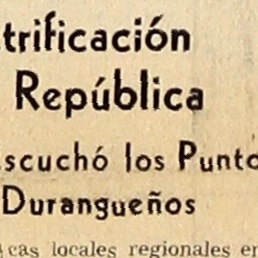 trificación
República
scuchó los Punto
Durangueños
cas locales regionales en